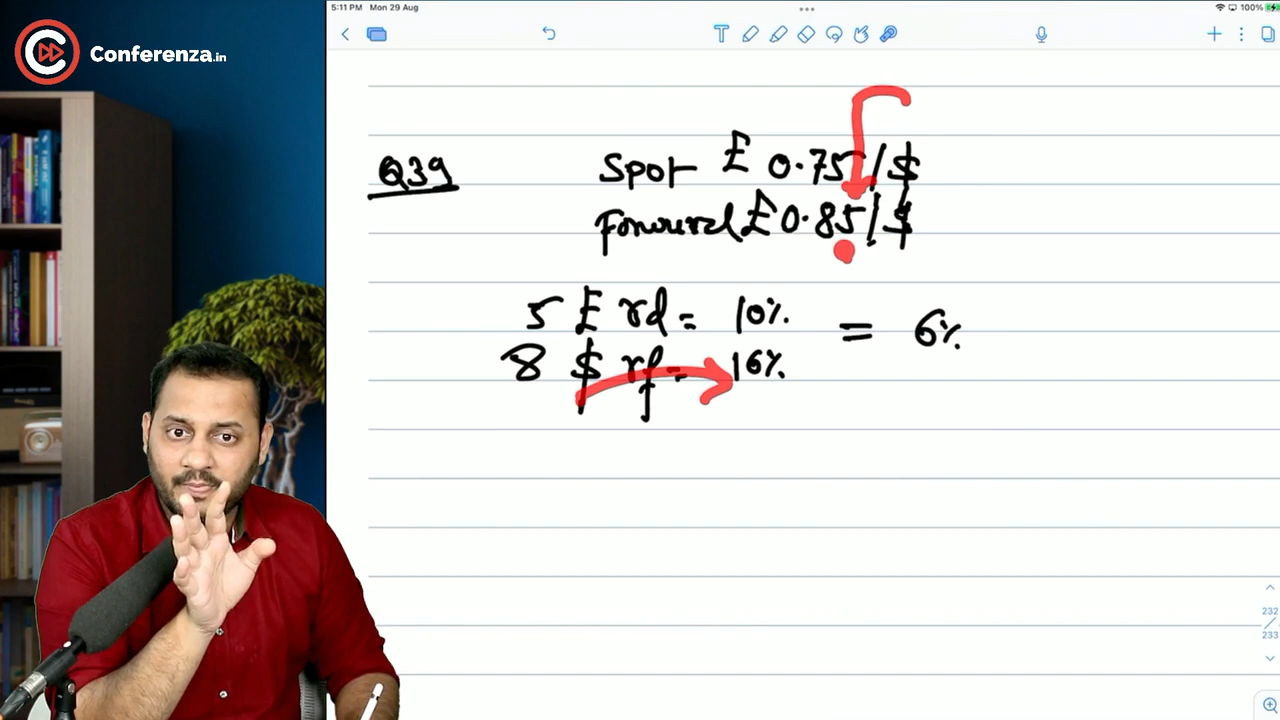 5:11 PM Mon 29 Aug
100%
Conferenza.in
T
Q39
Spot £ 0.75/$
Forward £0.85/$
5 £ rd = 10%
= 6%
8 $ rf = 16%
232
233